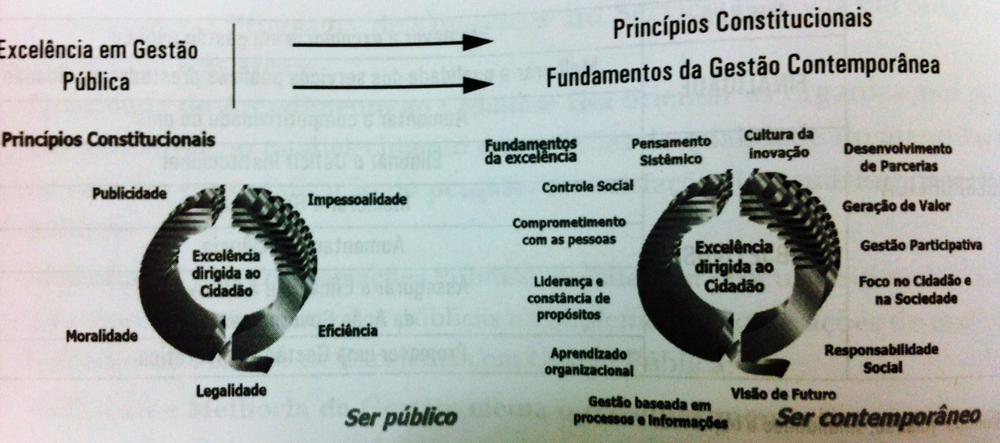 Excelência em Gestão
Pública
Princípios Constitucionais
Fundamentos da Gestão Contemporânea
Princípios Constitucionais
Publicidade
Impessoalidade
Excelência
dirigida ao
Cidadão
Moralidade
Eficiência
Legalidade
Ser público
Fundamentos
da excelência
Pensamento
Sistêmico
Cultura da
inovação
Desenvolvimento
de Parcerias
Controle Social
Geração de Valor
Comprometimento
com as pessoas
Gestão Participativa
Excelência
dirigida ao
Cidadão
Liderança e
constância de
propósitos
Foco no Cidadão e
na Sociedade
Aprendizado
organizacional
Responsabilidade
Social
Visão de Futuro
Gestão baseada em
processos e informações
Ser contemporâneo